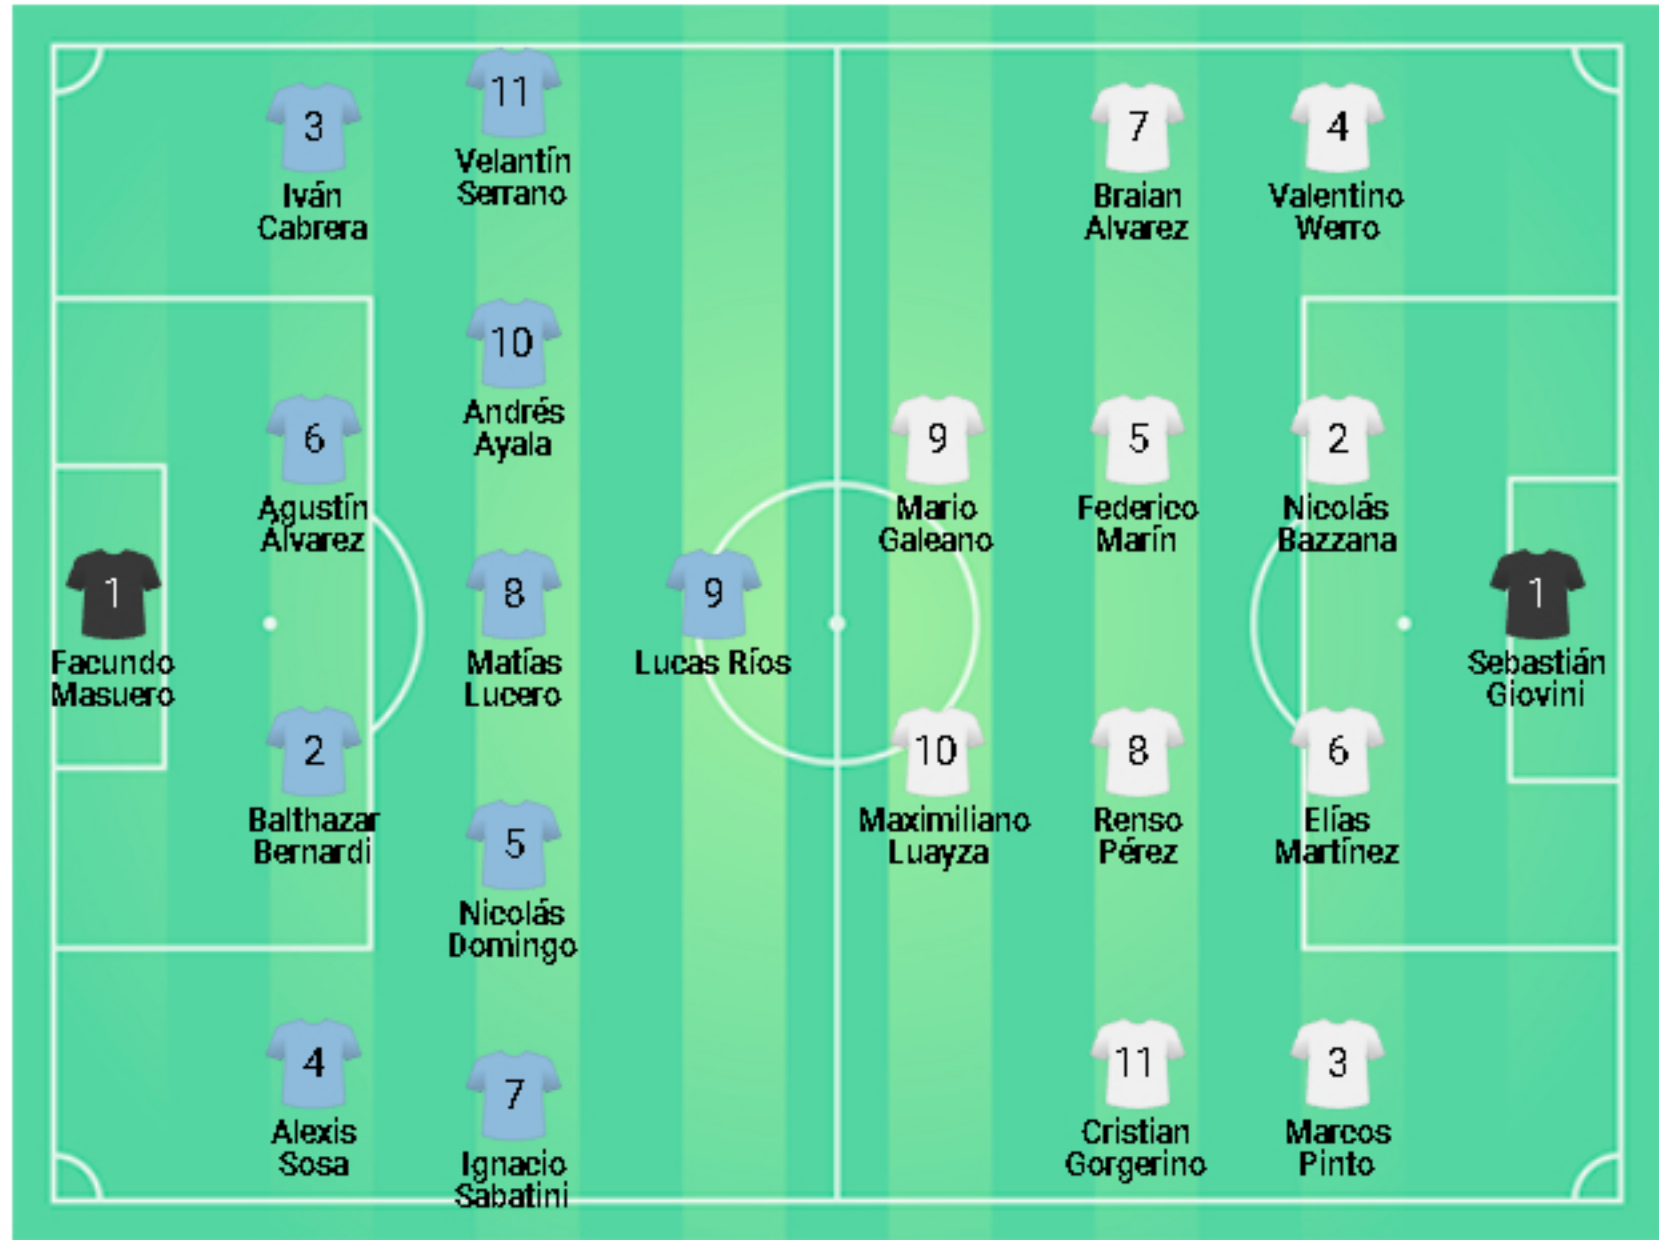 3
Iván
Cabrera
11
Velantín
Serrano
7
Braian
Alvarez
4
Valentino
Werro
6
Agustín
Álvarez
10
Andrés
Ayala
9
Mario
Galeano
5
Federico
Marín
2
Nicolás
Bazzana
1
Facundo
Masuero
8
Matías
Lucero
9
Lucas Ríos
1
Sebastián
Giovini
2
Balthazar
Bernardi
5
Nicolás
Domingo
10
Maximiliano
Luayza
8
Renso
Pérez
6
Elías
Martínez
4
Alexis
Sosa
7
Ignacio
Sabatini
11
Cristian
Gorgerino
3
Marcos
Pinto